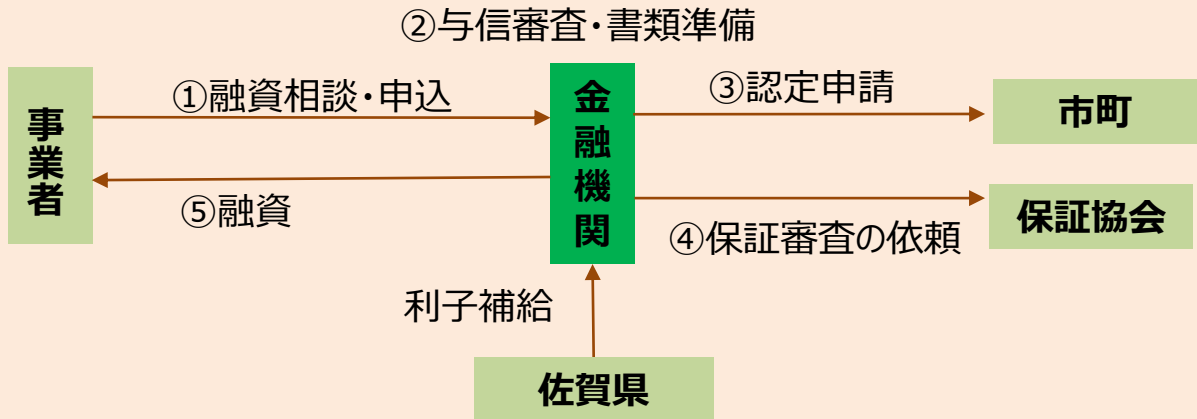 ②与信審査・書類準備
①融資相談・申込
③認定申請
事業者
金融機関
市町
⑤融資
④保証審査の依頼
保証協会
利子補給
佐賀県